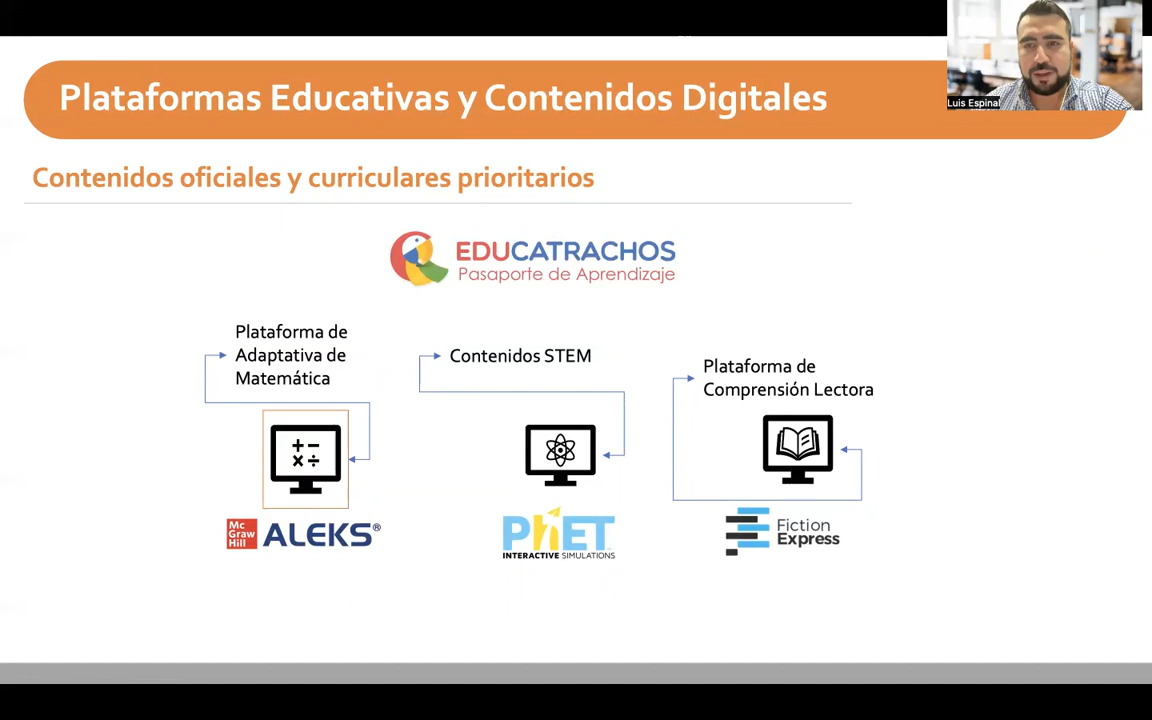 Plataformas Educativas y Contenidos Digitales
Luis Espinal
Contenidos oficiales y curriculares prioritarios
EDUCATRACHOS
Pasaporte de Aprendizaje
Plataforma de
Adaptativa de
Matemática
Contenidos STEM
Plataforma de
Comprensión Lectora
+ −
× ÷
Mc
Graw
Hill
ALEKS®
PhET
INTERACTIVE SIMULATIONS
Fiction
Express